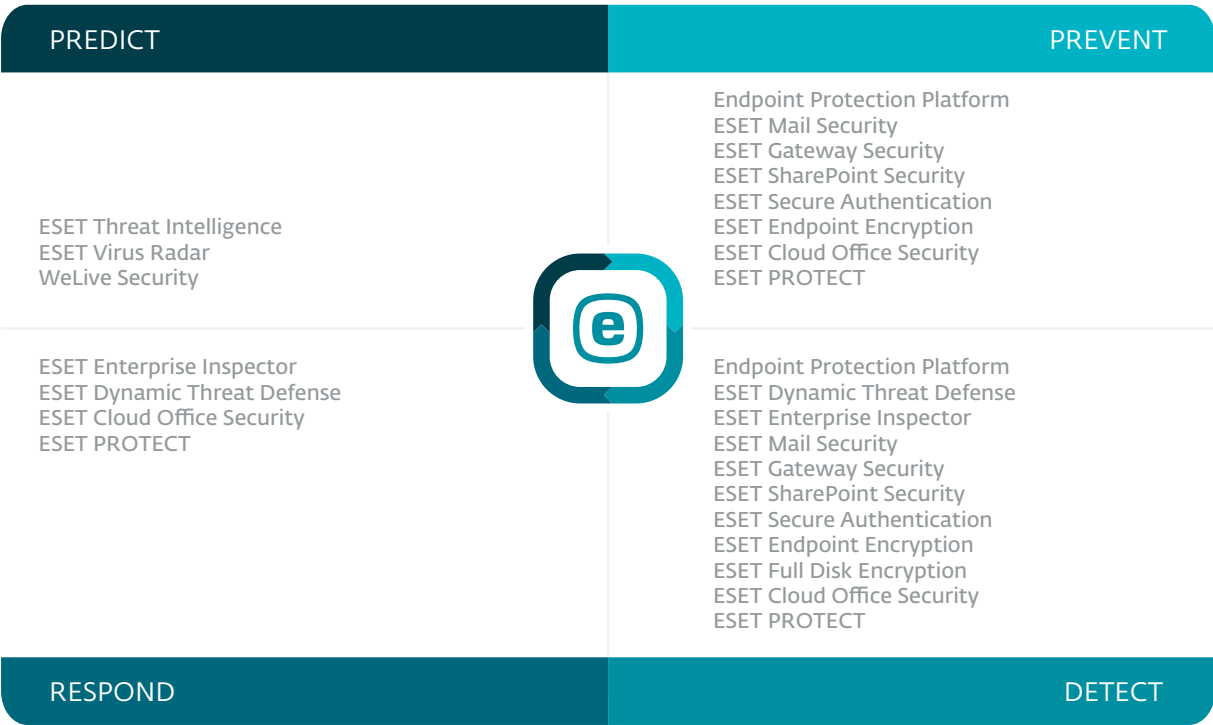 PREDICT
PREVENT
ESET Threat Intelligence
ESET Virus Radar
WeLive Security
Endpoint Protection Platform
ESET Mail Security
ESET Gateway Security
ESET SharePoint Security
ESET Secure Authentication
ESET Endpoint Encryption
ESET Cloud Office Security
ESET PROTECT
e
ESET Enterprise Inspector
ESET Dynamic Threat Defense
ESET Cloud Office Security
ESET PROTECT
Endpoint Protection Platform
ESET Dynamic Threat Defense
ESET Enterprise Inspector
ESET Mail Security
ESET Gateway Security
ESET SharePoint Security
ESET Secure Authentication
ESET Endpoint Encryption
ESET Full Disk Encryption
ESET Cloud Office Security
ESET PROTECT
RESPOND
DETECT